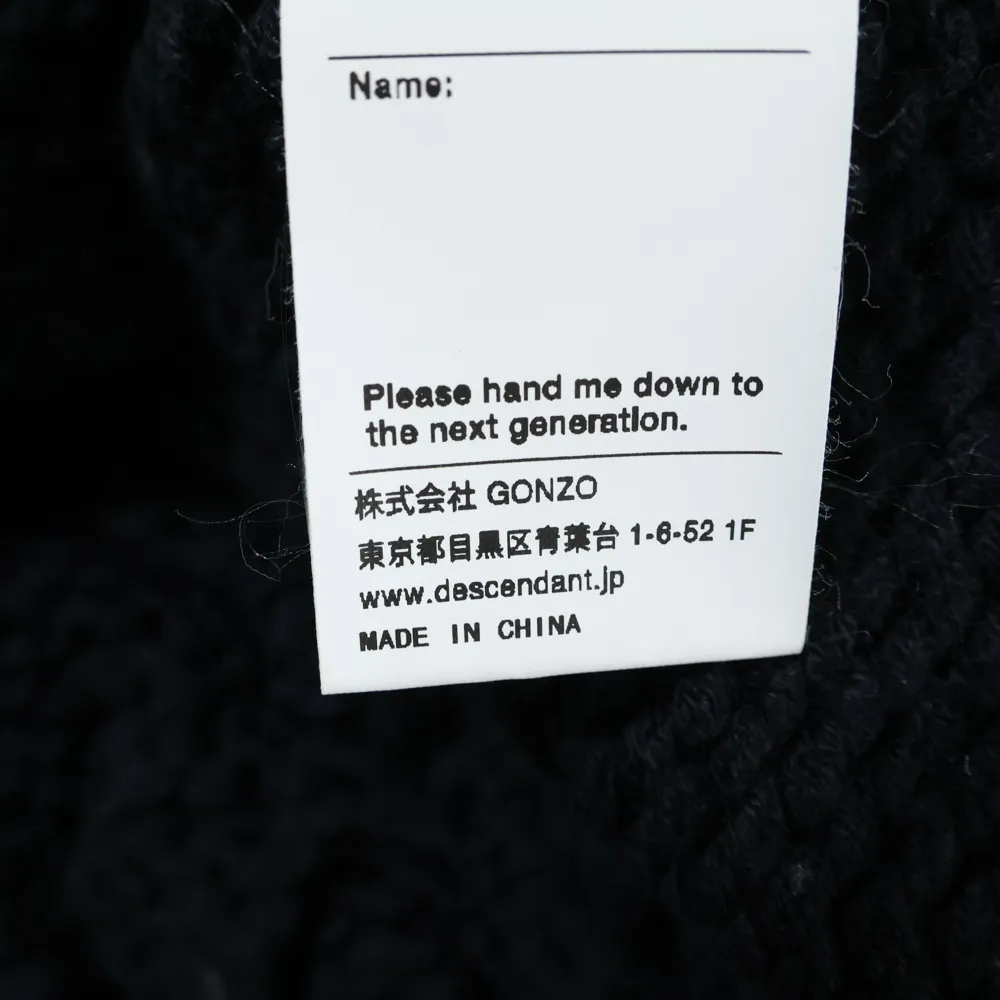 Name:
Please hand me down to
the next generation.
株式会社 GONZO
東京都目黒区青葉台 1-6-52 1F
www.descendant.jp
MADE IN CHINA